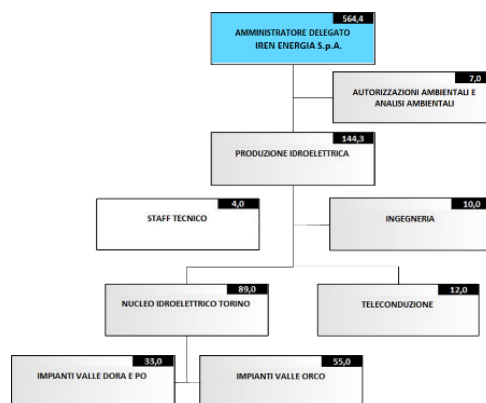 564,4
AMMINISTRATORE DELEGATO
IREN ENERGIA S.p.A.
7,0
AUTORIZZAZIONI AMBIENTALI E
ANALISI AMBIENTALI
144,3
PRODUZIONE IDROELETTRICA
4,0
STAFF TECNICO
10,0
INGEGNERIA
89,0
NUCLEO IDROELETTRICO TORINO
12,0
TELECONDUZIONE
33,0
IMPIANTI VALLE DORA E PO
55,0
IMPIANTI VALLE ORCO